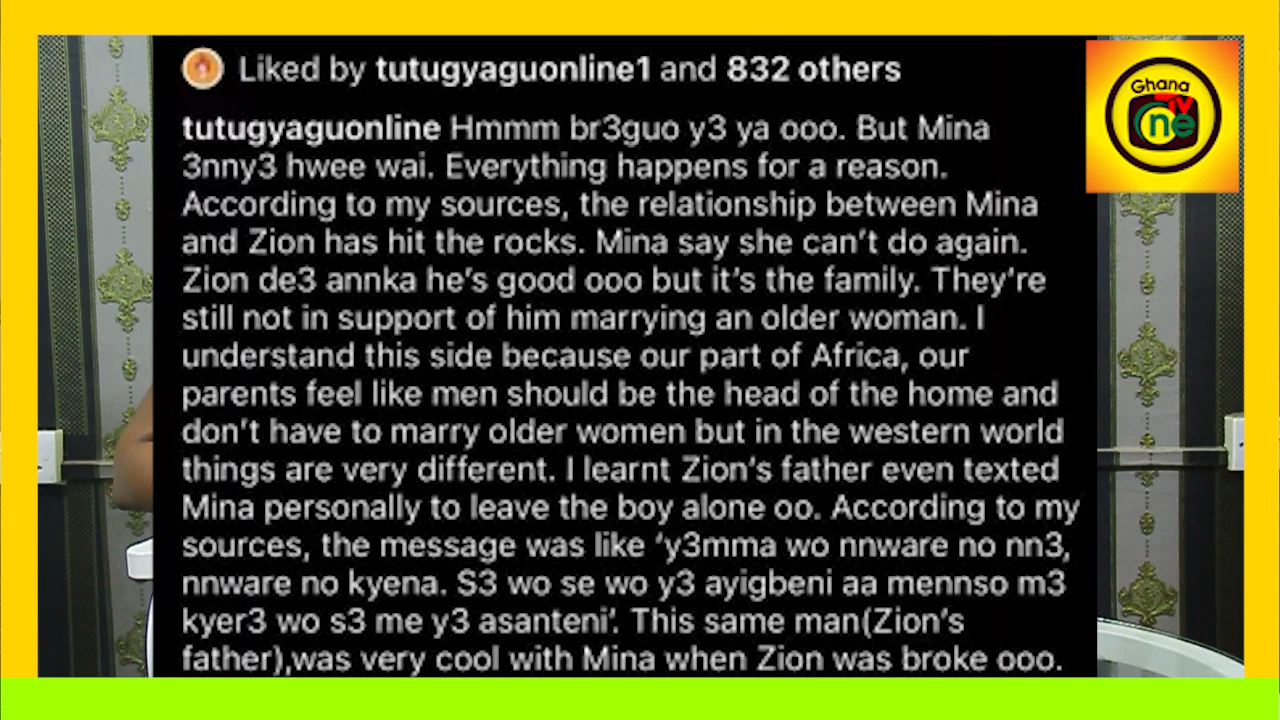 Liked by tutugyaguonline1 and 832 others
tutugyaguonline Hmmm br3guo y3 ya ooo. But Mina
3nny3 hwee wai. Everything happens for a reason.
According to my sources, the relationship between Mina
and Zion has hit the rocks. Mina say she can't do again.
Zion de3 annka he's good ooo but it's the family. They're
still not in support of him marrying an older woman. I
understand this side because our part of Africa, our
parents feel like men should be the head of the home and
don't have to marry older women but in the western world
things are very different. I learnt Zion's father even texted
Mina personally to leave the boy alone oo. According to my
sources, the message was like ‘y3mma wo nnware no nn3,
nnware no kyena. S3 wo se wo y3 ayigbeni aa mennso m3
kyer3 wo s3 me y3 asanteni’. This same man(Zion's
father),was very cool with Mina when Zion was broke ooo.
Ghana
TV
One